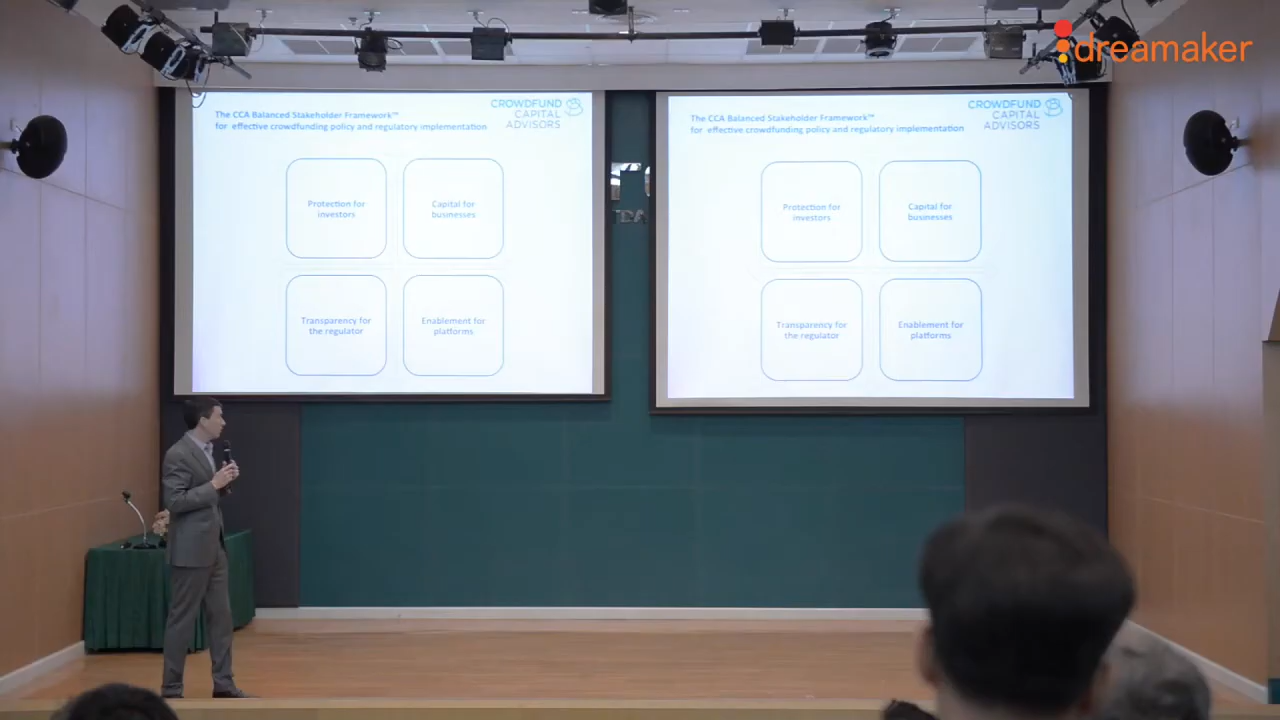 dreamaker
The CCA Balanced Stakeholder Framework™
for effective crowdfunding policy and regulatory implementation
CROWDFUND
CAPITAL
ADVISORS
Protection for
investors
Capital for
businesses
Transparency for
the regulator
Enablement for
platforms
The CCA Balanced Stakeholder Framework™
for effective crowdfunding policy and regulatory implementation
CROWDFUND
CAPITAL
ADVISORS
Protection for
investors
Capital for
businesses
Transparency for
the regulator
Enablement for
platforms